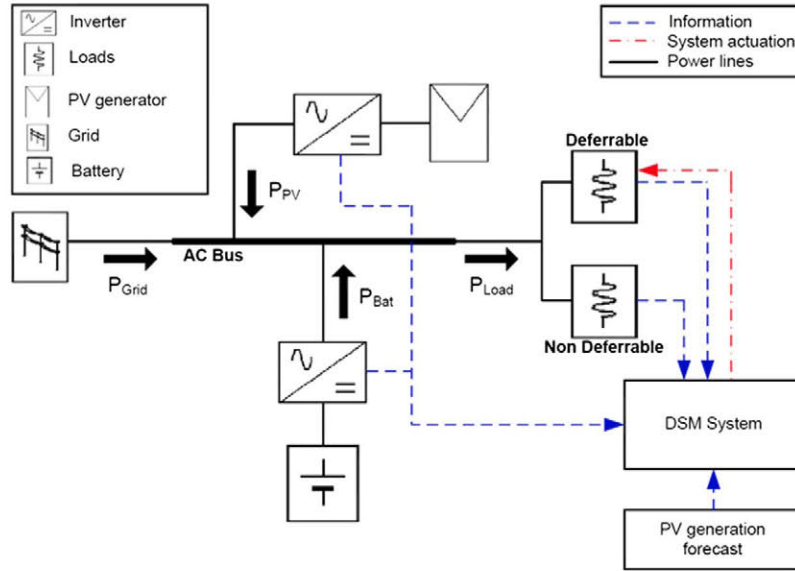 Inverter
Loads
PV generator
Grid
Battery
Information
System actuation
Power lines
Deferrable
P_PV
AC Bus
P_Grid
P_Bat
P_Load
Non Deferrable
DSM System
PV generation
forecast